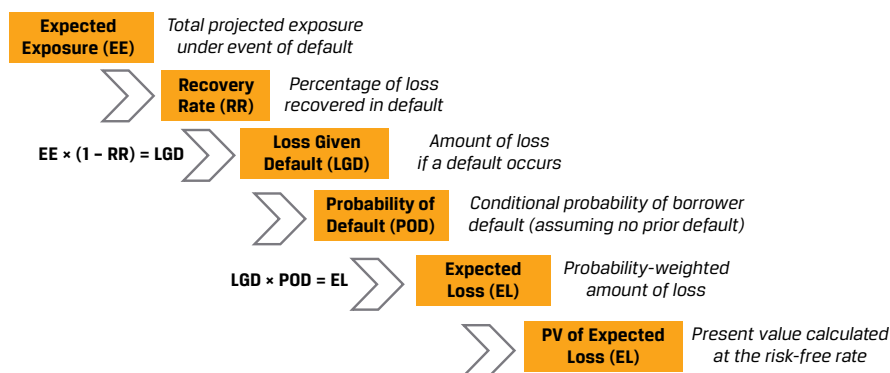 Expected
Exposure (EE)
Total projected exposure
under event of default
Recovery
Rate (RR)
Percentage of loss
recovered in default
EE × (1 – RR) = LGD
Loss Given
Default (LGD)
Amount of loss
if a default occurs
Probability of
Default (POD)
Conditional probability of borrower
default (assuming no prior default)
LGD × POD = EL
Expected
Loss (EL)
Probability-weighted
amount of loss
PV of Expected
Loss (EL)
Present value calculated
at the risk-free rate